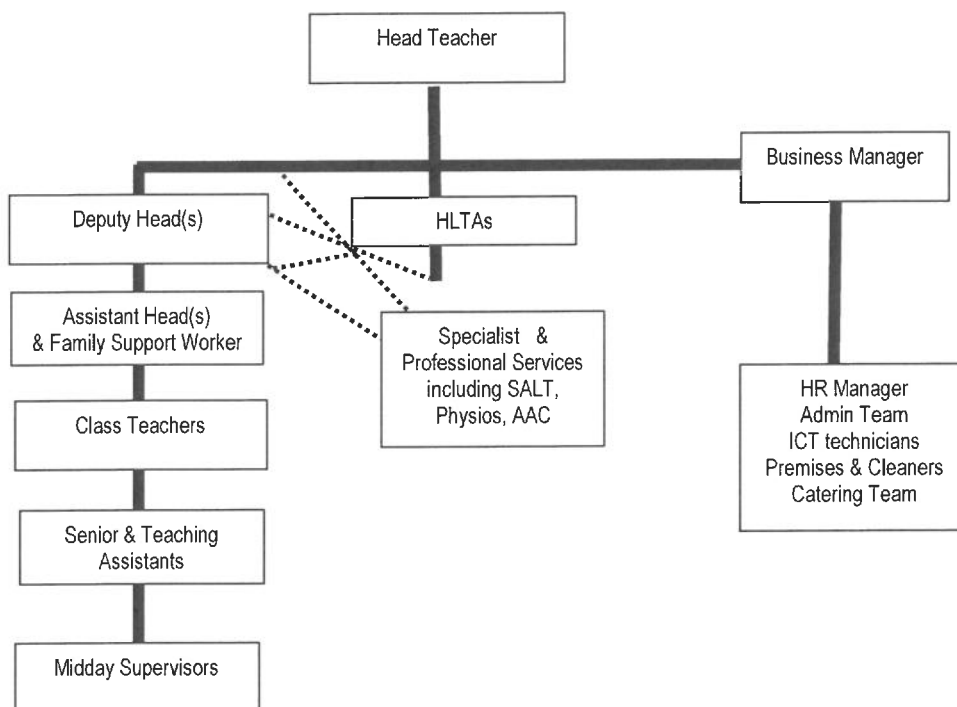 Head Teacher
Business Manager
Deputy Head(s)
HLTAs
Assistant Head(s)
& Family Support Worker
Specialist &
Professional Services
including SALT,
Physios, AAC
HR Manager
Admin Team
ICT technicians
Premises & Cleaners
Catering Team
Class Teachers
Senior & Teaching
Assistants
Midday Supervisors